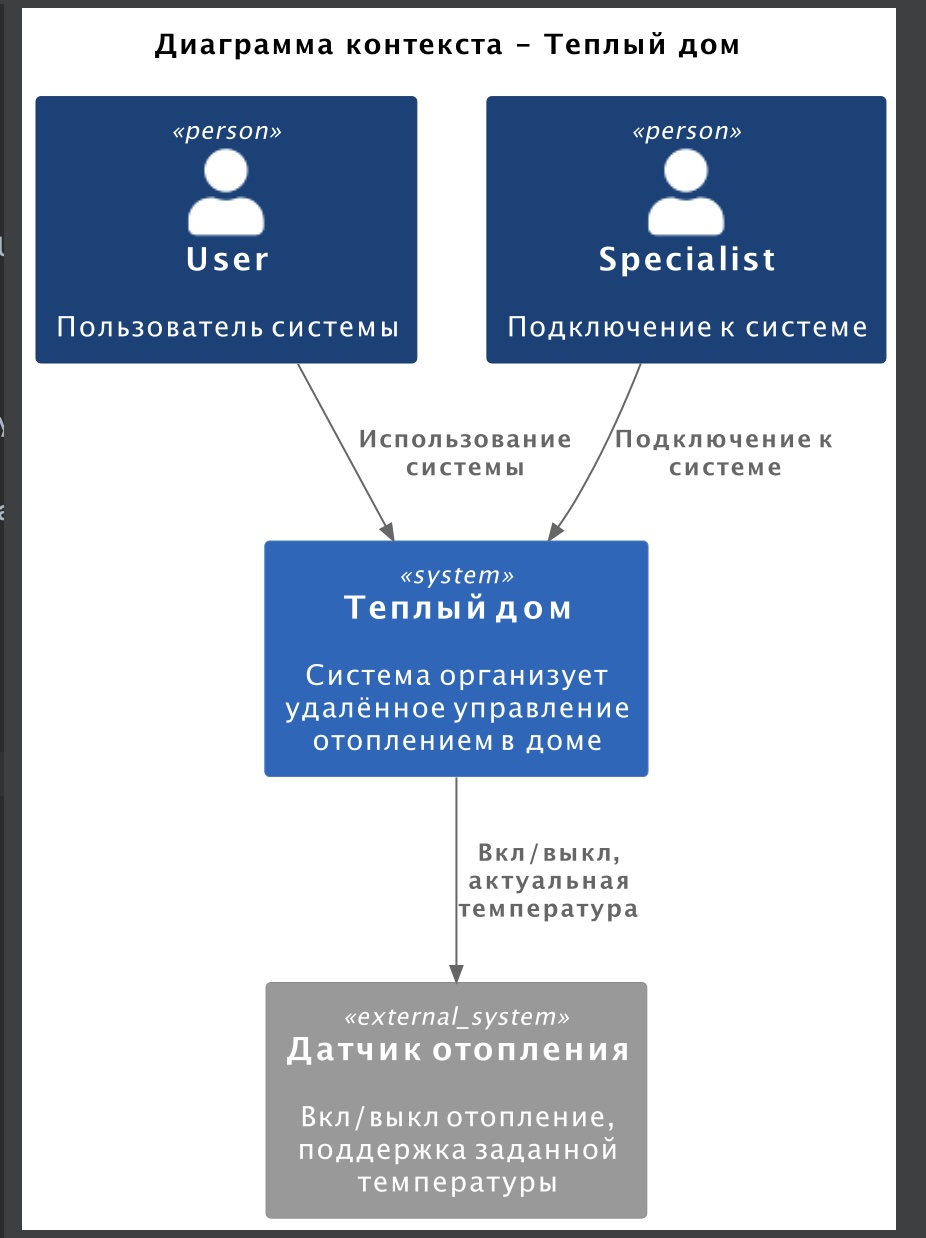 Диаграмма контекста – Теплый дом
«person»
User
Пользователь системы
«person»
Specialist
Подключение к системе
Использование
системы
Подключение к
системе
«system»
Теплый дом
Система организует
удалённое управление
отоплением в доме
Вкл/выкл,
актуальная
температура
«external_system»
Датчик отопления
Вкл/выкл отопление,
поддержка заданной
температуры